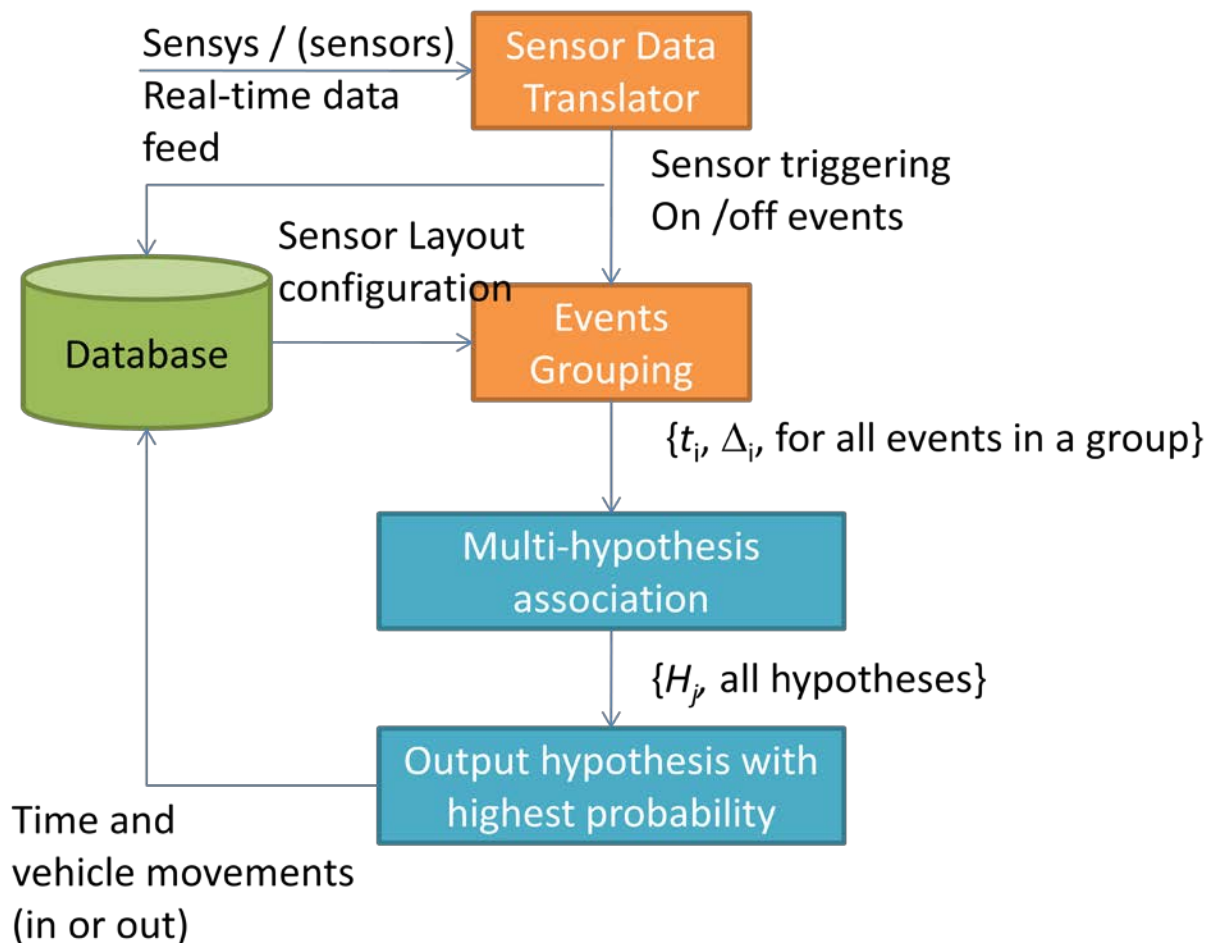 Sensys / (sensors)
Real-time data
feed
Sensor Data
Translator
Sensor triggering
On /off events
Sensor Layout
configuration
Database
Events
Grouping
{tᵢ, Δᵢ, for all events in a group}
Multi-hypothesis
association
{Hⱼ, all hypotheses}
Output hypothesis with
highest probability
Time and
vehicle movements
(in or out)